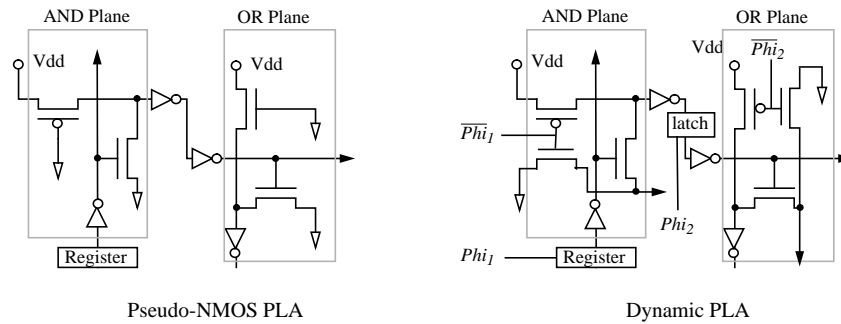 AND Plane
OR Plane
Vdd
Vdd
Register
Pseudo-NMOS PLA
AND Plane
OR Plane
Vdd
Vdd
Phi2
latch
Phi1
Phi2
Phi1
Register
Dynamic PLA